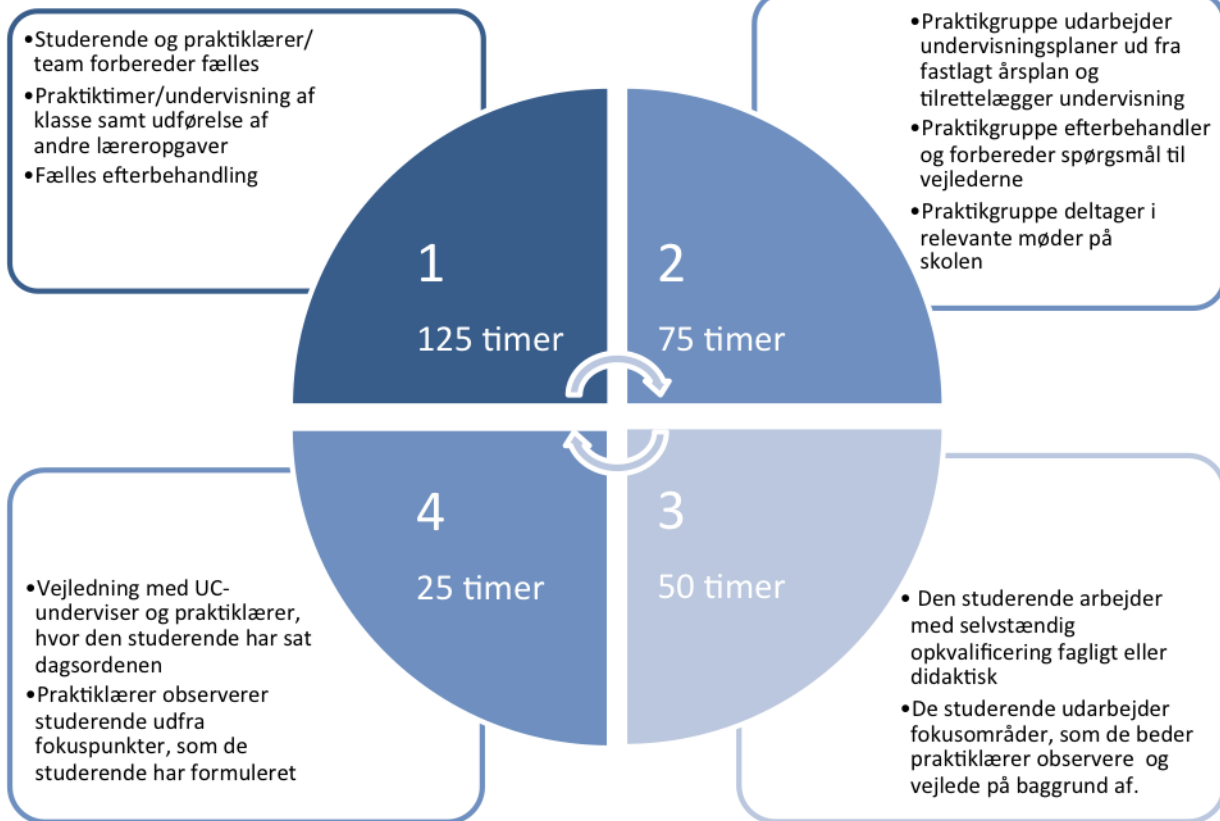 •Studerende og praktiklærer/
team forbereder fælles
•Praktiktimer/undervisning af
klasse samt udførelse af
andre læreropgaver
•Fælles efterbehandling
•Praktikgruppe udarbejder
undervisningsplaner ud fra
fastlagt årsplan og
tilrettelægger undervisning
•Praktikgruppe efterbehandler
og forbereder spørgsmål til
vejlederne
•Praktikgruppe deltager i
relevante møder på
skolen
1
125 timer
2
75 timer
4
25 timer
3
50 timer
•Vejledning med UC-
underviser og praktiklærer,
hvor den studerende har sat
dagsordenen
•Praktiklærer observerer
studerende udfra
fokuspunkter, som de
studerende har formuleret
• Den studerende arbejder
med selvstændig
opkvalificering fagligt eller
didaktisk
•De studerende udarbejder
fokusområder, som de beder
praktiklærer observere og
vejlede på baggrund af.